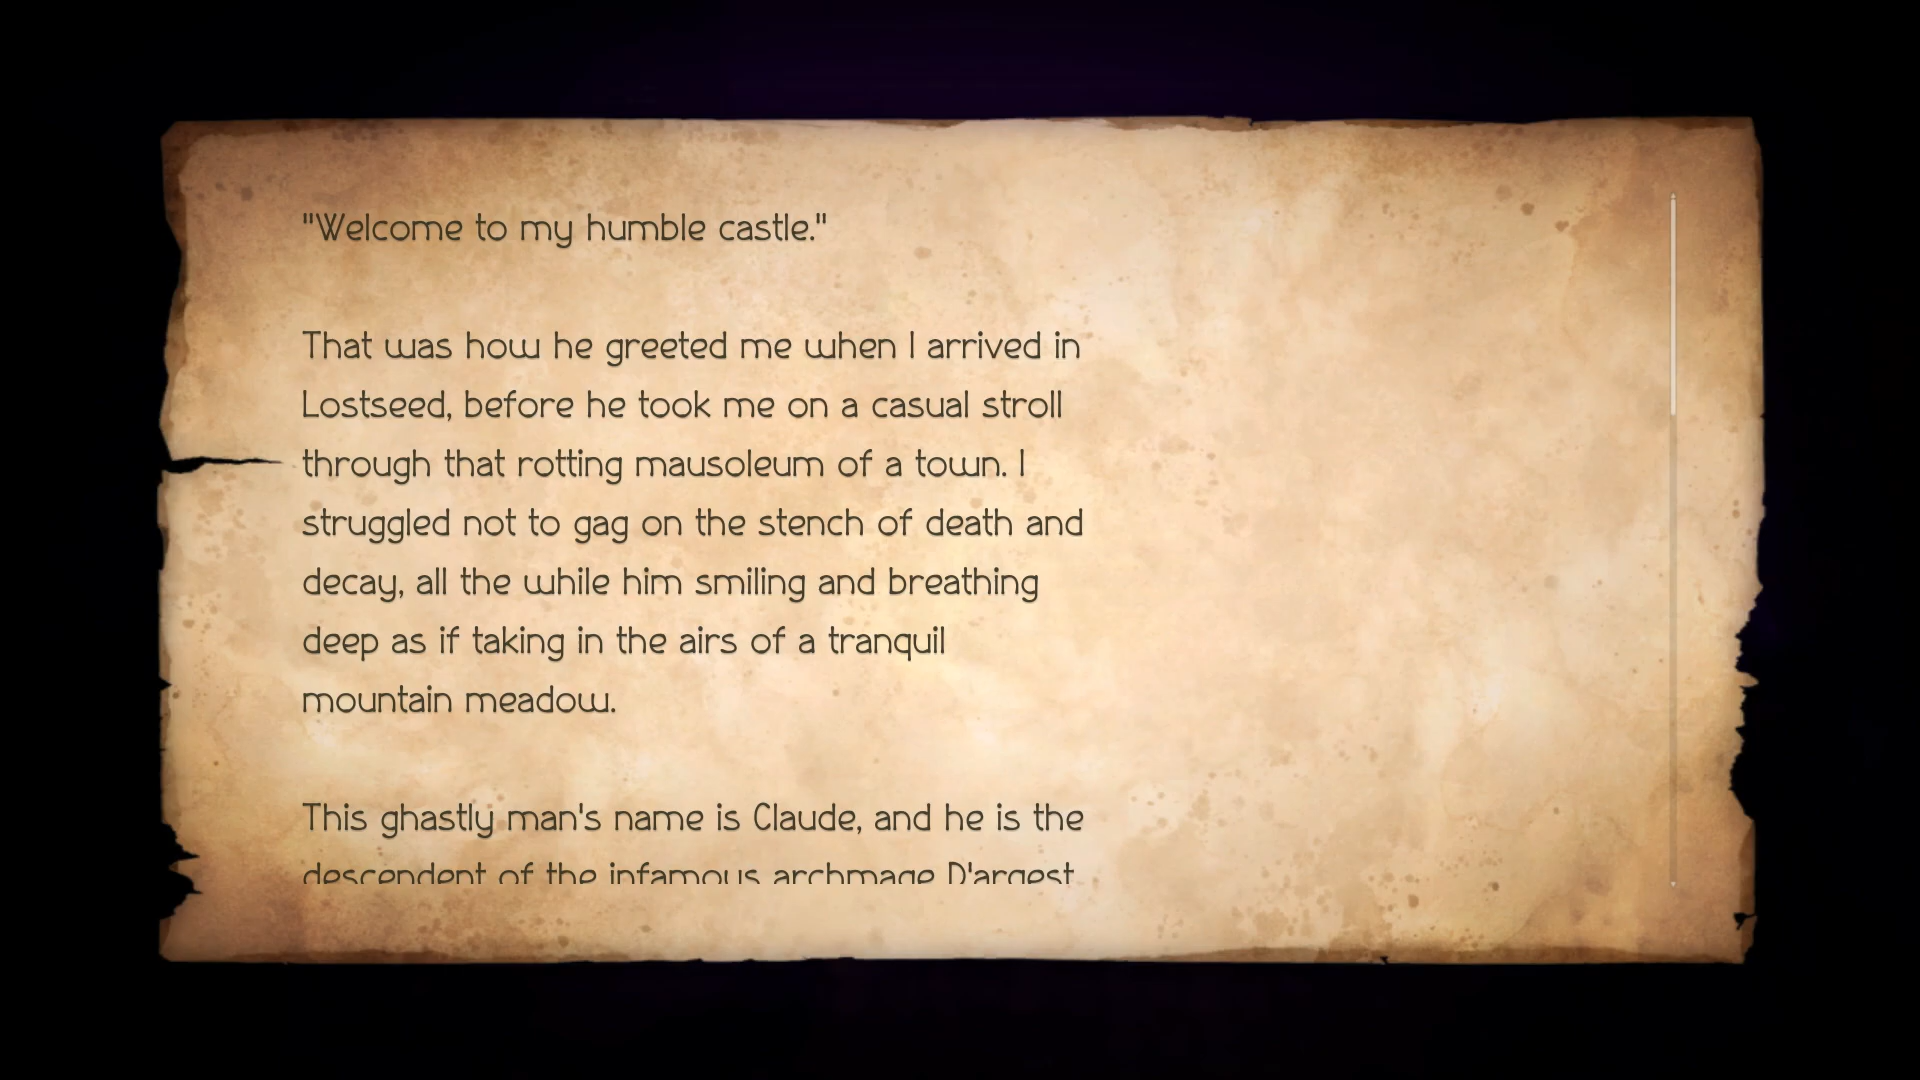 "Welcome to my humble castle."
That was how he greeted me when I arrived in
Lostseed, before he took me on a casual stroll
through that rotting mausoleum of a town. I
struggled not to gag on the stench of death and
decay, all the while him smiling and breathing
deep as if taking in the airs of a tranquil
mountain meadow.
This ghastly man's name is Claude, and he is the
descendent of the infamous archmage D'argest